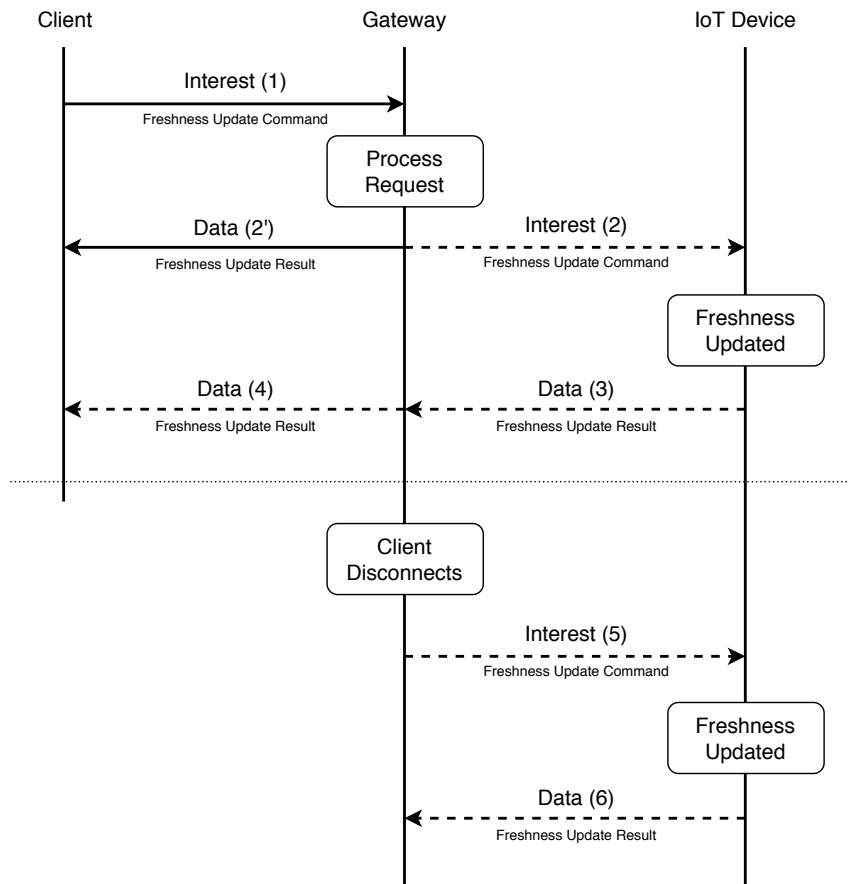 Client
Gateway
IoT Device
Interest (1)
Freshness Update Command
Process
Request
Data (2')
Freshness Update Result
Interest (2)
Freshness Update Command
Freshness
Updated
Data (4)
Freshness Update Result
Data (3)
Freshness Update Result
Client
Disconnects
Interest (5)
Freshness Update Command
Freshness
Updated
Data (6)
Freshness Update Result